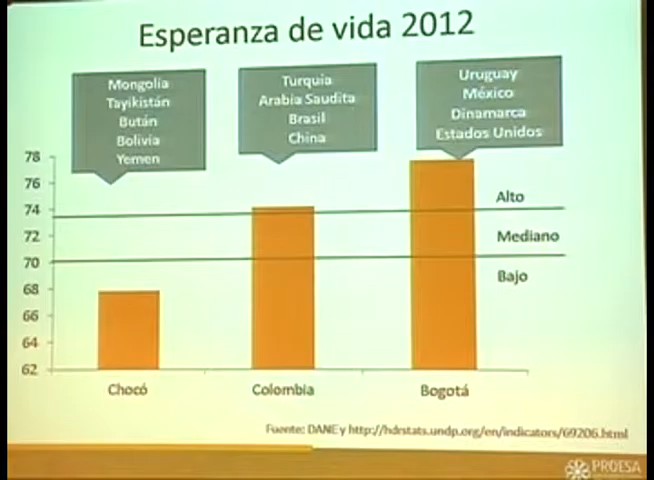 Esperanza de vida 2012
Mongolia
Tayikistán
Bután
Bolivia
Yemen
Turquia
Arabia Saudita
Brasil
China
Uruguay
México
Dinamarca
Estados Unidos
78
76
74
72
70
68
66
64
62
Alto
Mediano
Bajo
Chocó
Colombia
Bogotá
Fuente: DANE y http://hdrstats.undp.org/en/indicators/69206.html
PROESA